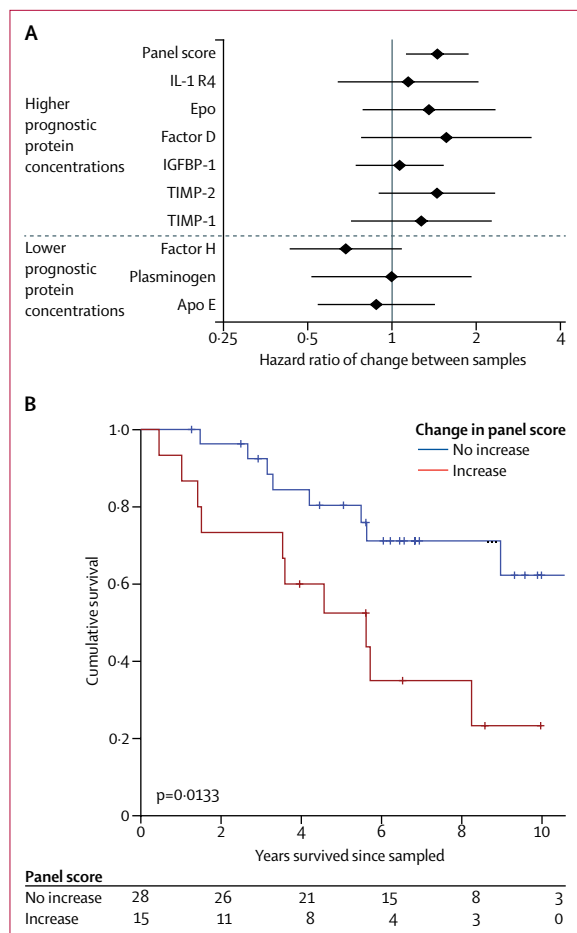 A
Higher
prognostic
protein
concentrations
Panel score
IL-1 R4
Epo
Factor D
IGFBP-1
TIMP-2
TIMP-1
Lower
prognostic
protein
concentrations
Factor H
Plasminogen
Apo E
0·25 0·5 1 2 4
Hazard ratio of change between samples
B
Change in panel score
No increase
Increase
Cumulative survival
1·0
0·8
0·6
0·4
0·2
0
p=0·0133
0 2 4 6 8 10
Years survived since sampled
Panel score
No increase 28 26 21 15 8 3
Increase 15 11 8 4 3 0